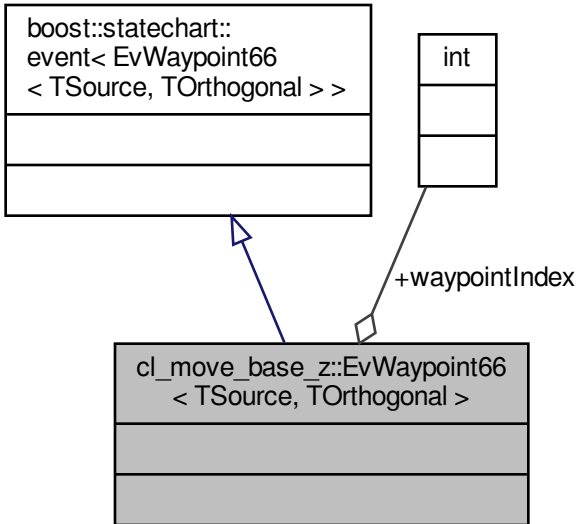 boost::statechart::
event< EvWaypoint66
< TSource, TOrthogonal > >
int
+waypointIndex
cl_move_base_z::EvWaypoint66
< TSource, TOrthogonal >